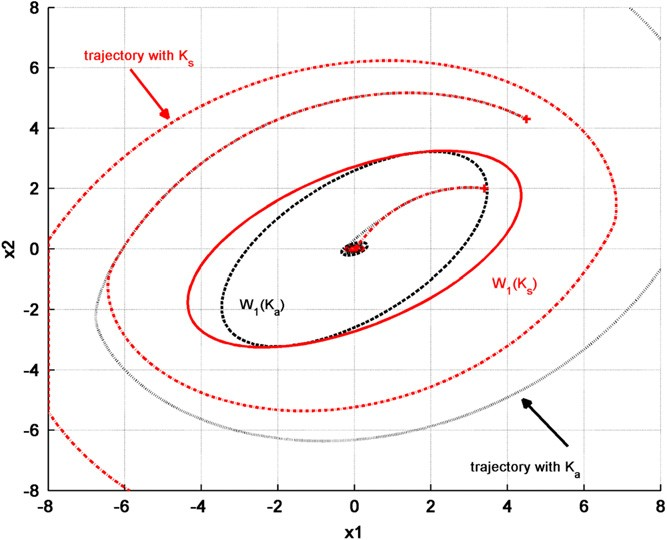 8
6
4
2
0
-2
-4
-6
-8
x2
trajectory with Ks
W1(Ka)
W1(Ks)
trajectory with Ka
-8 -6 -4 -2 0 2 4 6 8
x1